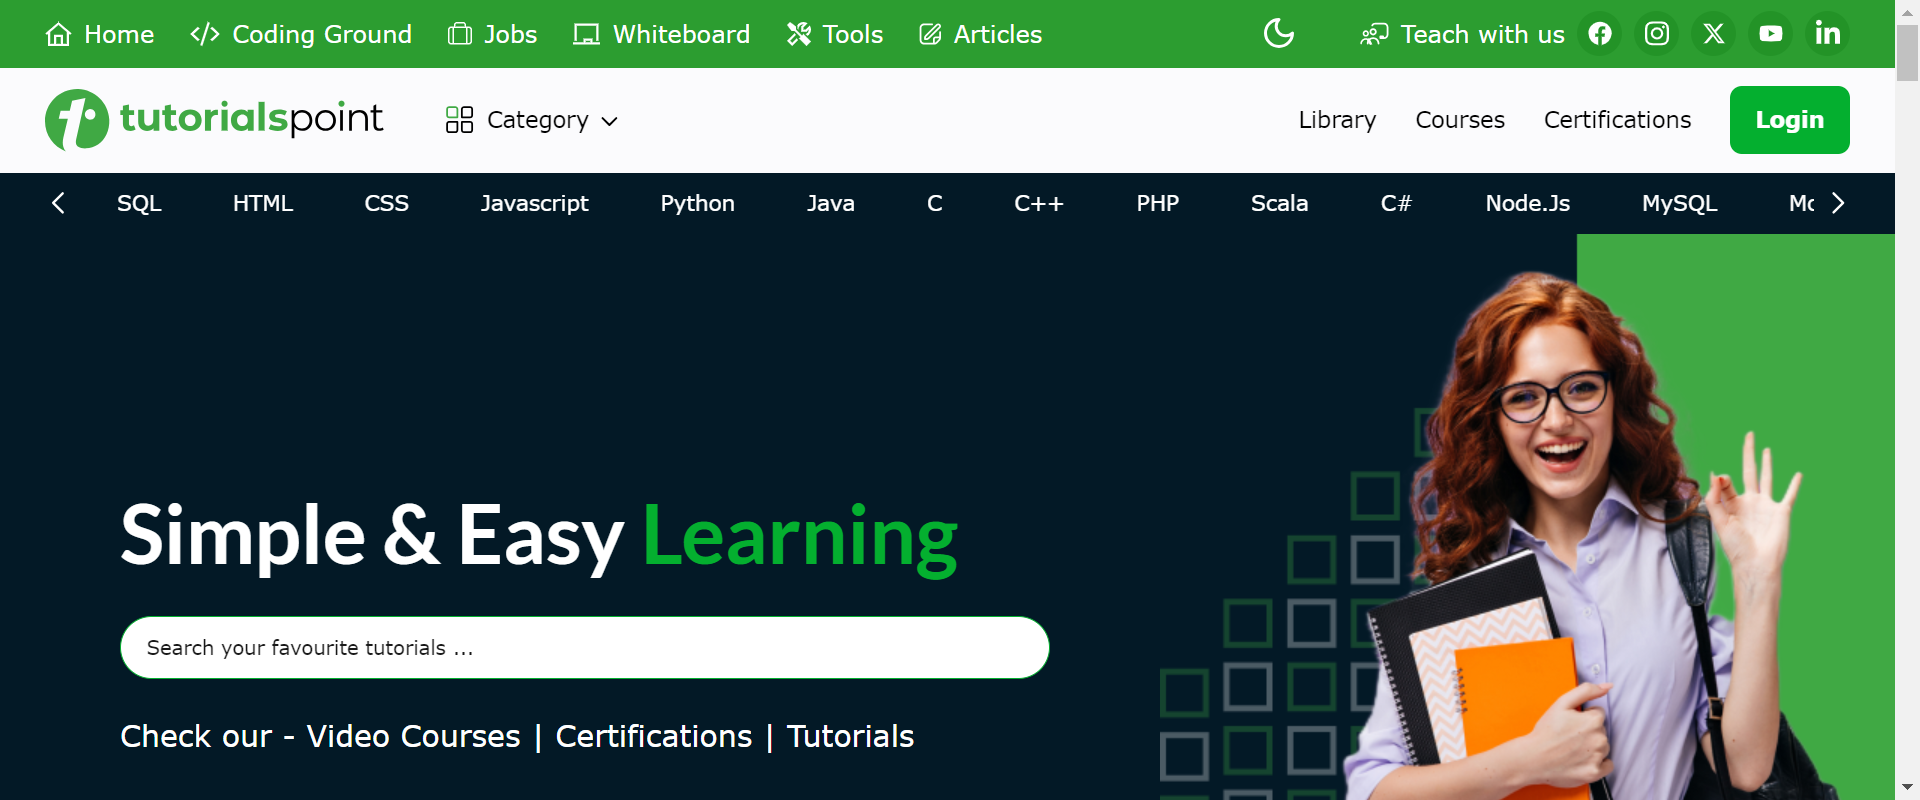 Home Coding Ground Jobs Whiteboard Tools Articles Teach with us
tutorialspoint Category Library Courses Certifications Login
SQL HTML CSS Javascript Python Java C C++ PHP Scala C# Node.Js MySQL
Simple & Easy Learning
Search your favourite tutorials ...
Check our - Video Courses | Certifications | Tutorials